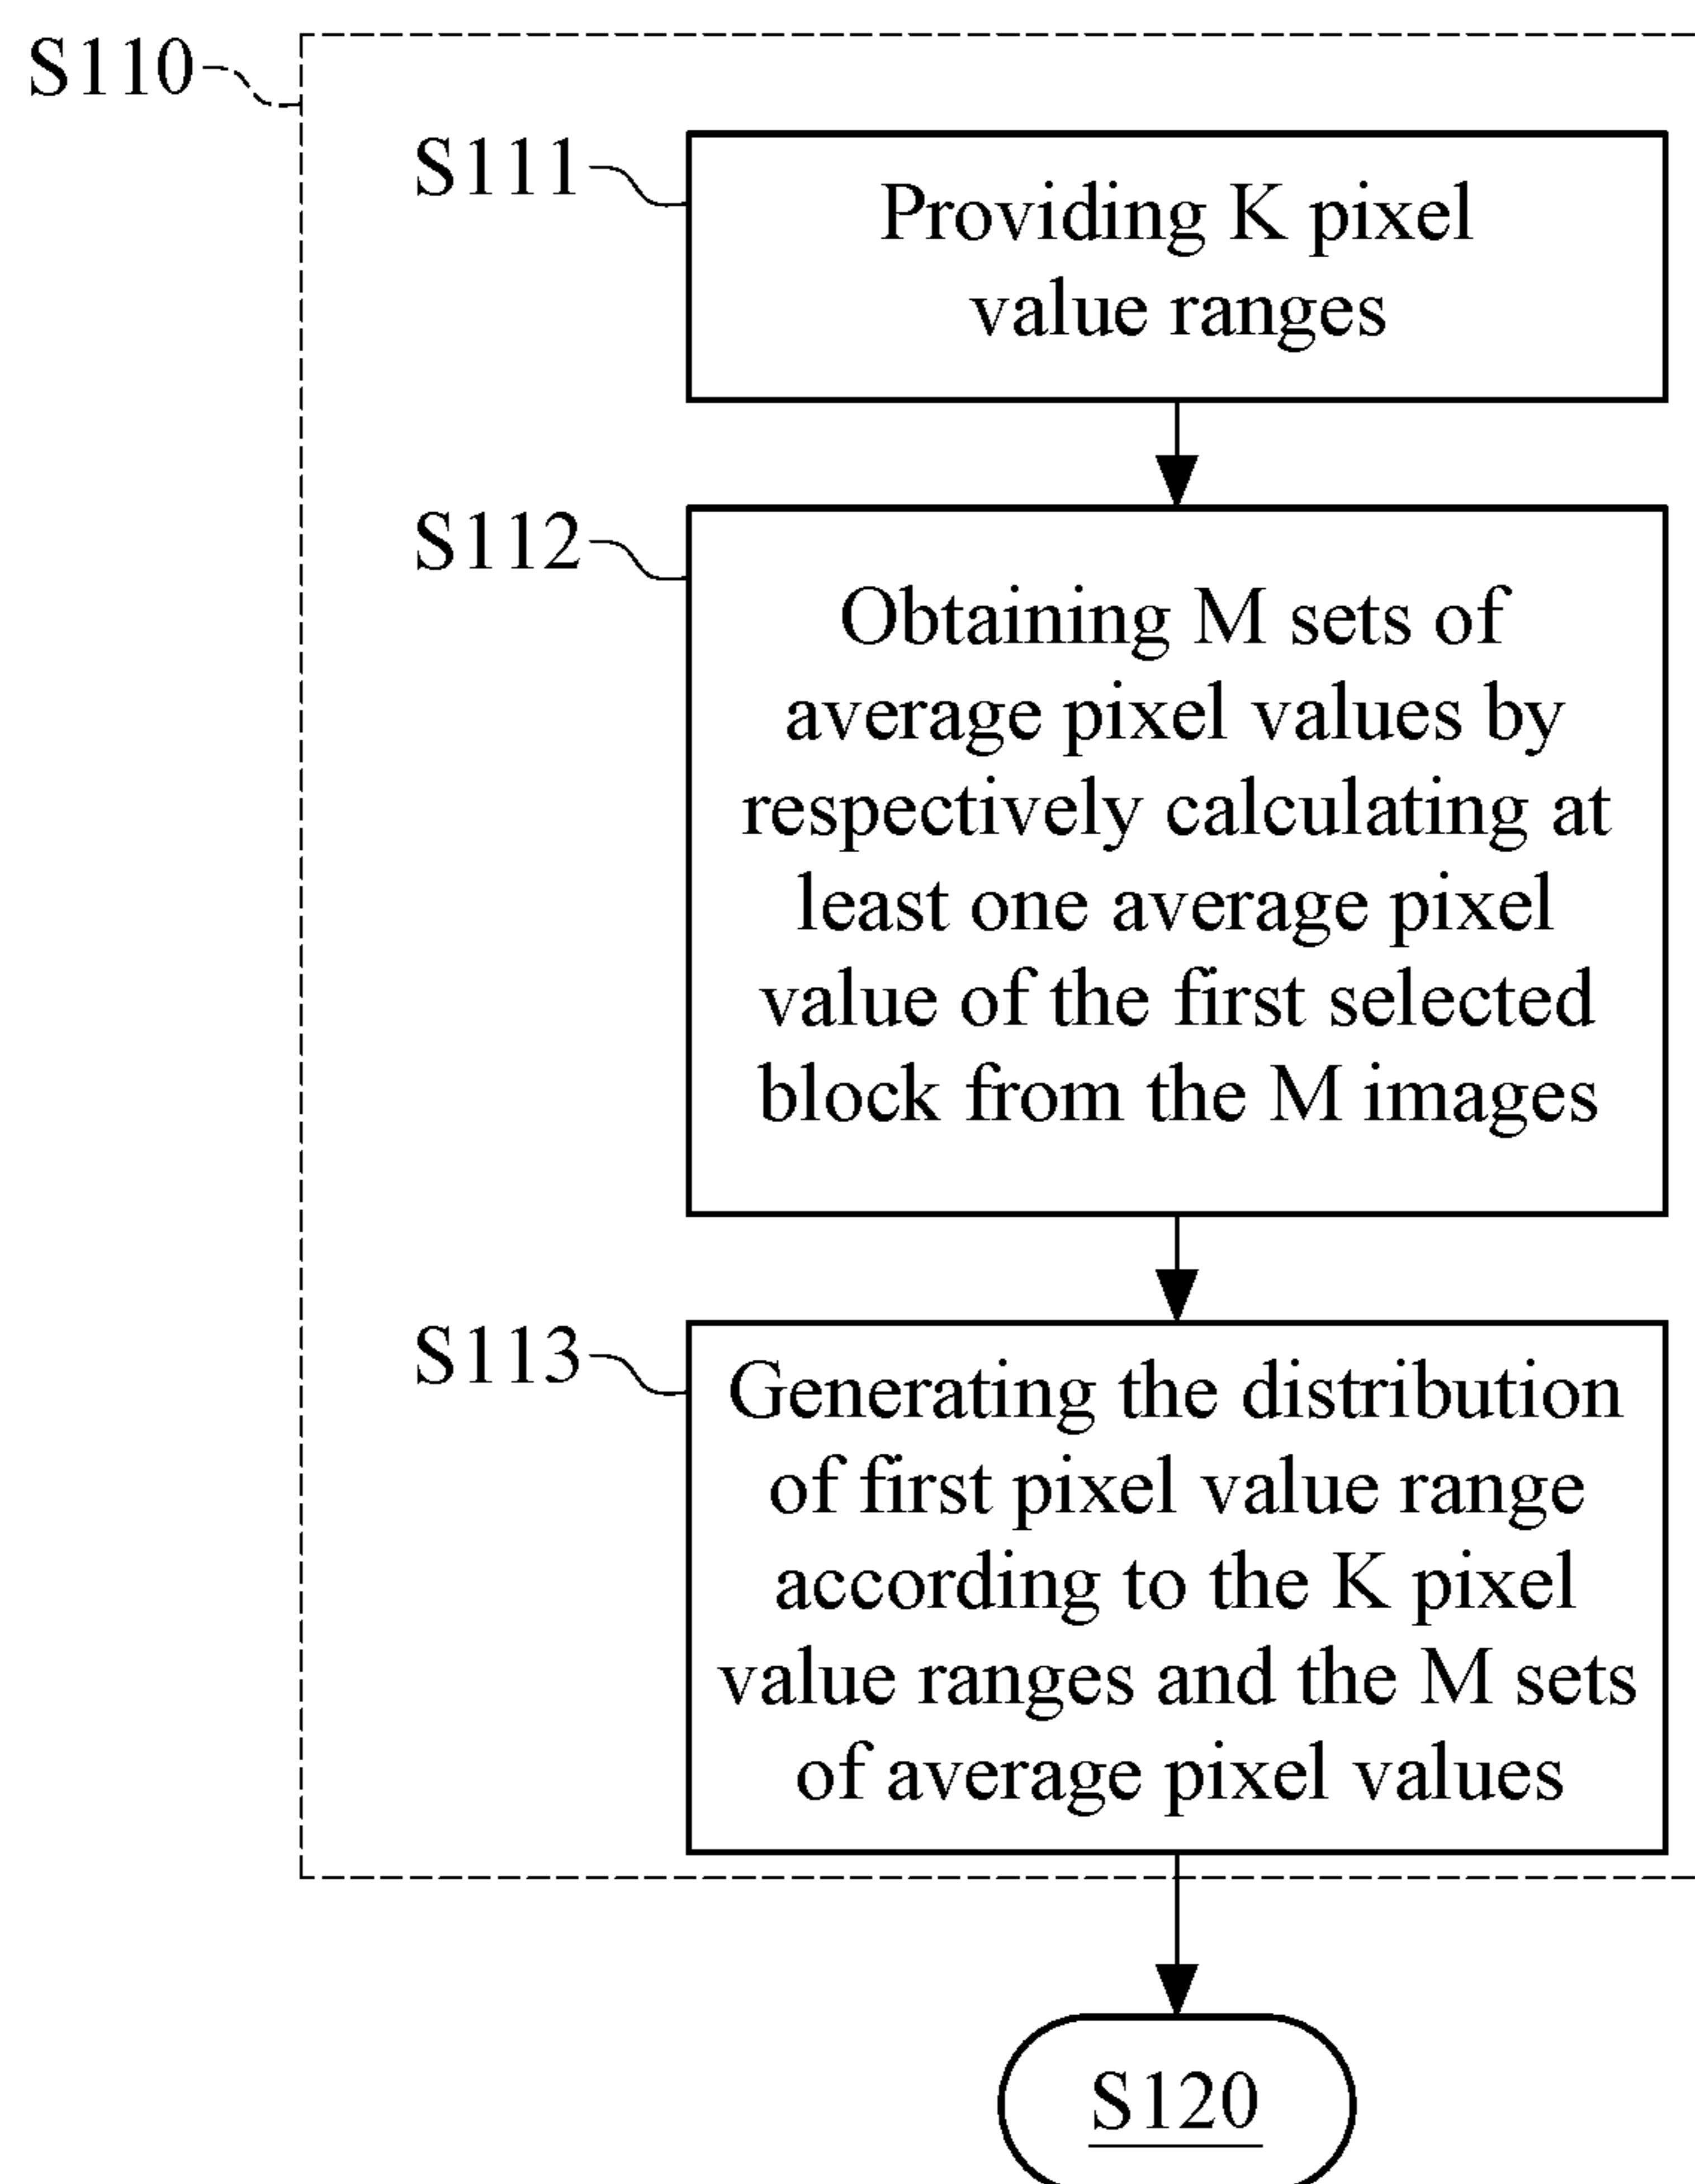 S110
S111
Providing K pixel
value ranges
S112
Obtaining M sets of
average pixel values by
respectively calculating at
least one average pixel
value of the first selected
block from the M images
S113
Generating the distribution
of first pixel value range
according to the K pixel
value ranges and the M sets
of average pixel values
S120